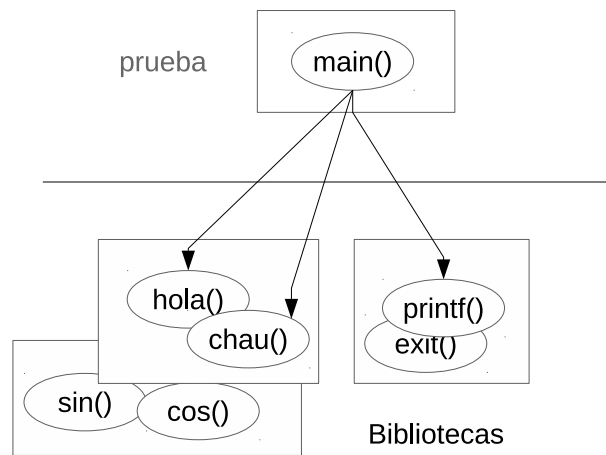 prueba
main()
hola()
chau()
printf()
exit()
sin()
cos()
Bibliotecas